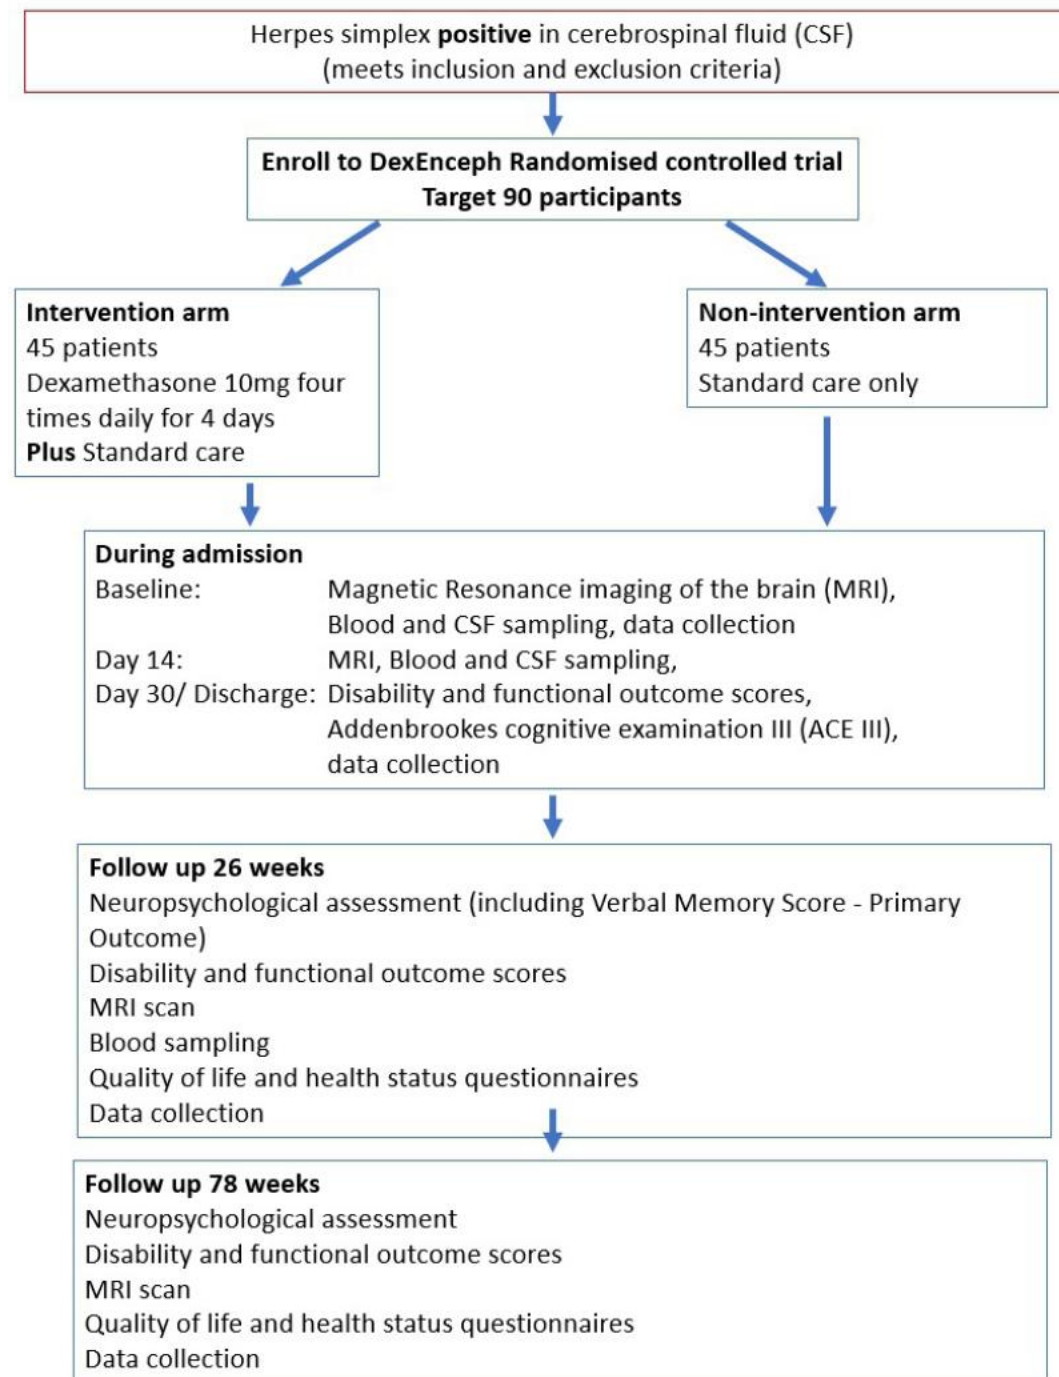 Herpes simplex positive in cerebrospinal fluid (CSF)
(meets inclusion and exclusion criteria)
Enroll to DexEnceph Randomised controlled trial
Target 90 participants
Intervention arm
45 patients
Dexamethasone 10mg four
times daily for 4 days
Plus Standard care
Non-intervention arm
45 patients
Standard care only
During admission
Baseline: Magnetic Resonance imaging of the brain (MRI),
Blood and CSF sampling, data collection
Day 14: MRI, Blood and CSF sampling,
Day 30/ Discharge: Disability and functional outcome scores,
Addenbrookes cognitive examination III (ACE III),
data collection
Follow up 26 weeks
Neuropsychological assessment (including Verbal Memory Score - Primary
Outcome)
Disability and functional outcome scores
MRI scan
Blood sampling
Quality of life and health status questionnaires
Data collection
Follow up 78 weeks
Neuropsychological assessment
Disability and functional outcome scores
MRI scan
Quality of life and health status questionnaires
Data collection